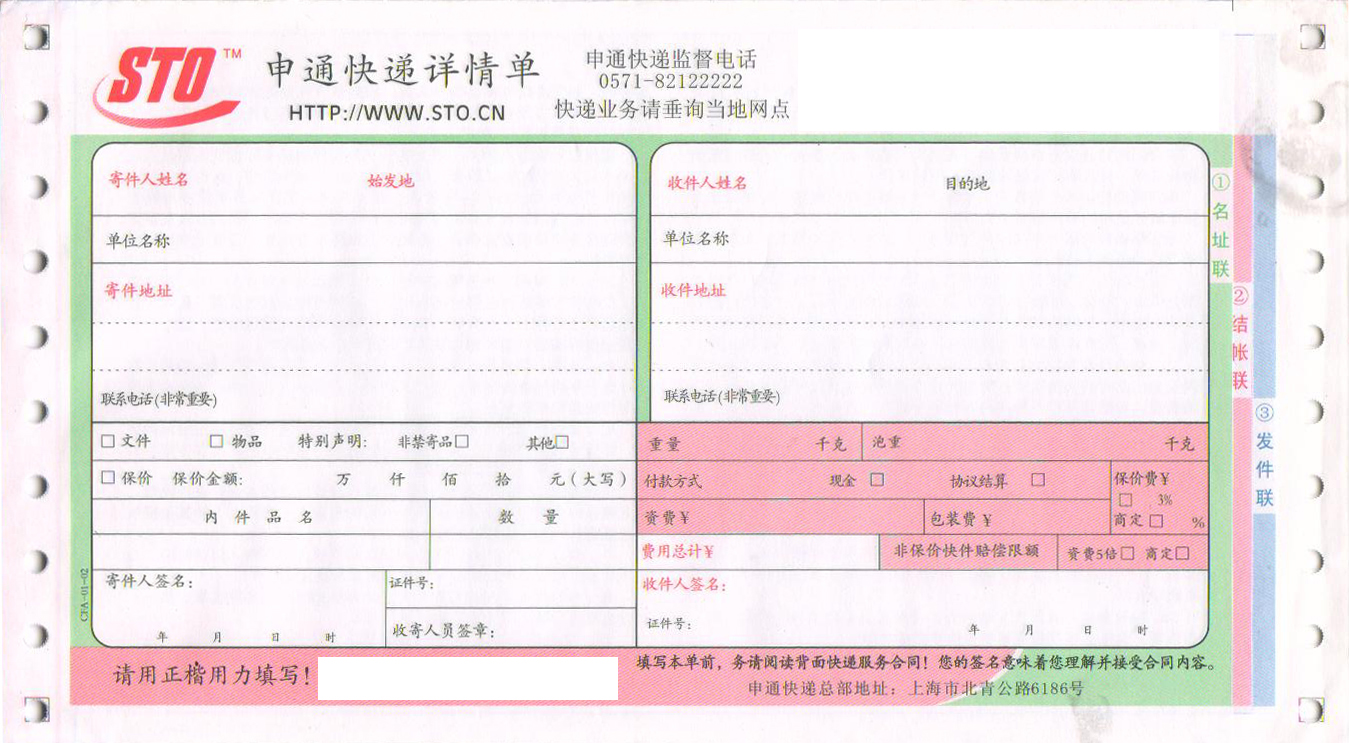 STO TM
申通快递详情单
HTTP://WWW.STO.CN
申通快递监督电话
0571-82122222
快递业务请垂询当地网点
寄件人姓名 始发地
单位名称
寄件地址
联系电话(非常重要)
收件人姓名 目的地
单位名称
收件地址
联系电话(非常重要)
①名址联
②结帐联
③发件联
□文件 □物品 特别声明: 非禁寄品□ 其他□
□保价 保价金额: 万 仟 佰 拾 元(大写)
内件品名 数量
重量 千克 泡重 千克
付款方式 现金□ 协议结算□
保价费¥
□ 3%
商定□ %
资费¥ 包装费¥
费用总计¥ 非保价快件赔偿限额 资费5倍□ 商定□
寄件人签名:
年 月 日 时
证件号:
收寄人员签章:
收件人签名:
证件号: 年 月 日 时
CFA-01-02
请用正楷用力填写!
填写本单前，务请阅读背面快递服务合同! 您的签名意味着您理解并接受合同内容。
申通快递总部地址: 上海市北青公路6186号